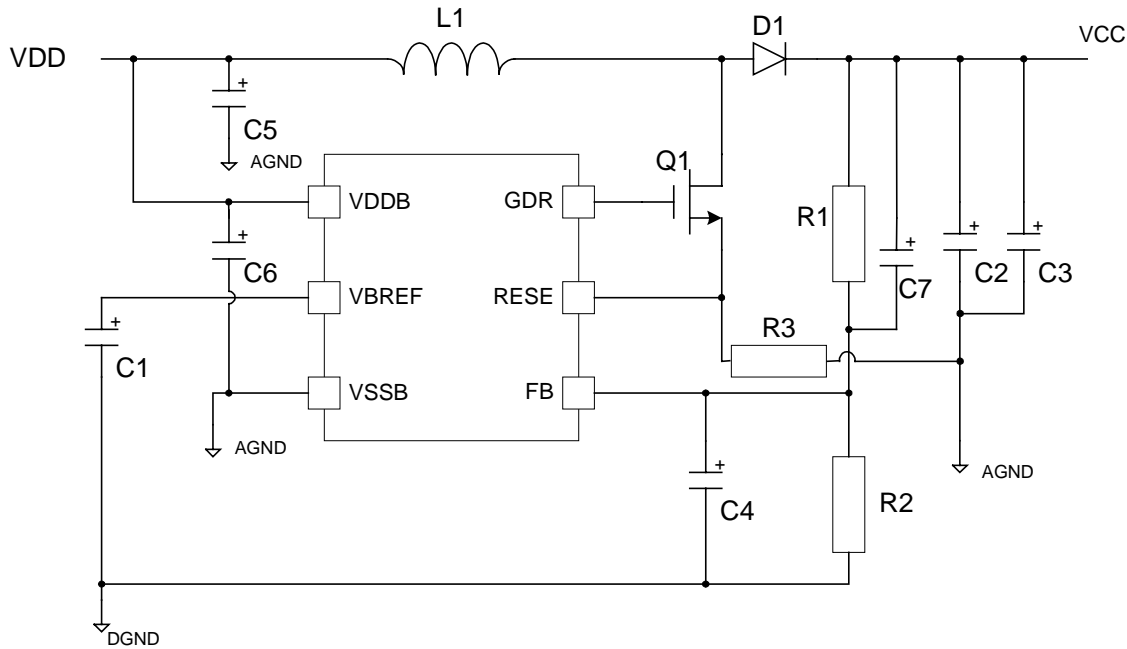 L1
D1
VCC
VDD
+
C5
AGND
Q1
VDDB
GDR
R1
+
C6
+
C7
+
C2
+
C3
VBREF
RESE
+
C1
R3
VSSB
FB
AGND
AGND
+
C4
R2
DGND